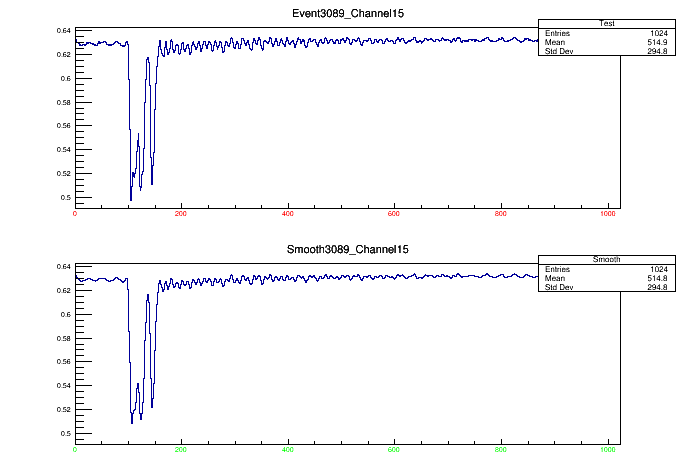 Event3089_Channel15
Test
Entries 1024
Mean 514.9
Std Dev 294.8
0.64
0.62
0.6
0.58
0.56
0.54
0.52
0.5
0 200 400 600 800 1000
Smooth3089_Channel15
Smooth
Entries 1024
Mean 514.8
Std Dev 294.8
0.64
0.62
0.6
0.58
0.56
0.54
0.52
0.5
0 200 400 600 800 1000